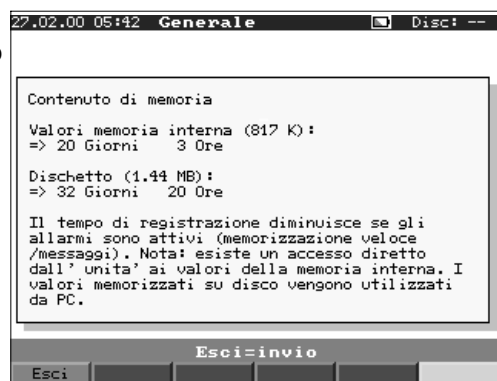 27.02.00 05:42 Generale Disc: --
Contenuto di memoria
Valori memoria interna (817 K):
=> 20 Giorni 3 Ore
Dischetto (1.44 MB):
=> 32 Giorni 20 Ore
Il tempo di registrazione diminuisce se gli
allarmi sono attivi (memorizzazione veloce
/messaggi). Nota: esiste un accesso diretto
dall' unita' ai valori della memoria interna. I
valori memorizzati su disco vengono utilizzati
da PC.
Esci=invio
Esci